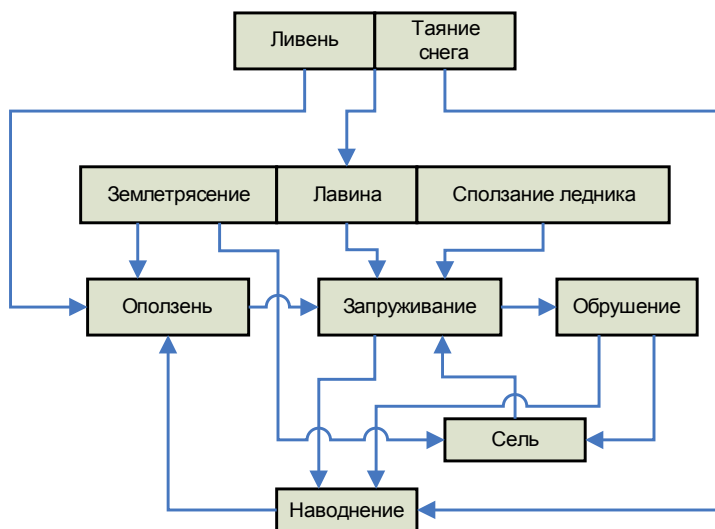 Ливень
Таяние
снега
Землетрясение
Лавина
Сползание ледника
Оползень
Запруживание
Обрушение
Сель
Наводнение